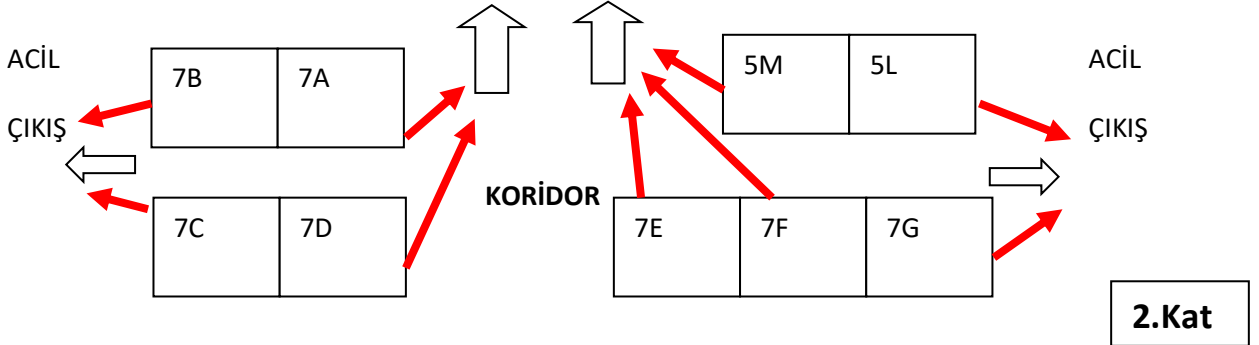 ACİL
ÇIKIŞ
7B
7A
5M
5L
ACİL
ÇIKIŞ
KORİDOR
7C
7D
7E
7F
7G
2.Kat